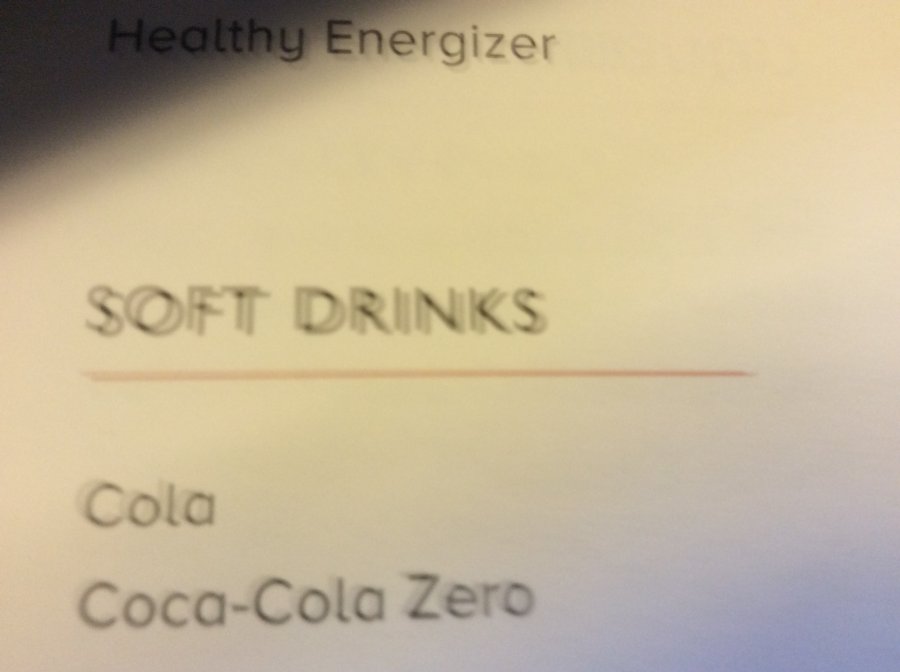 Healthy Energizer
SOFT DRINKS
Cola
Coca-Cola Zero